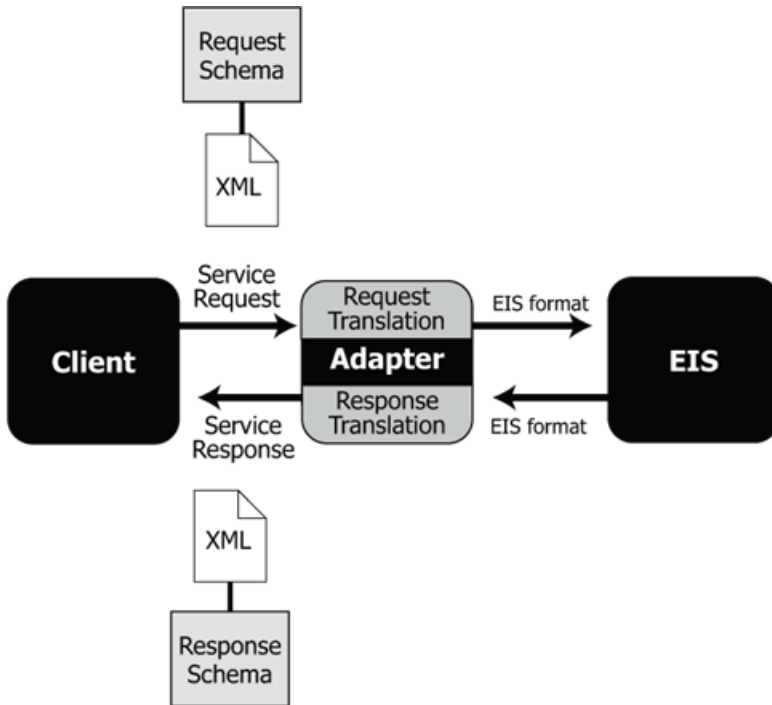 Request
Schema
XML
Service
Request
Request
Translation
EIS format
Client
Adapter
EIS
Service
Response
Response
Translation
EIS format
XML
Response
Schema